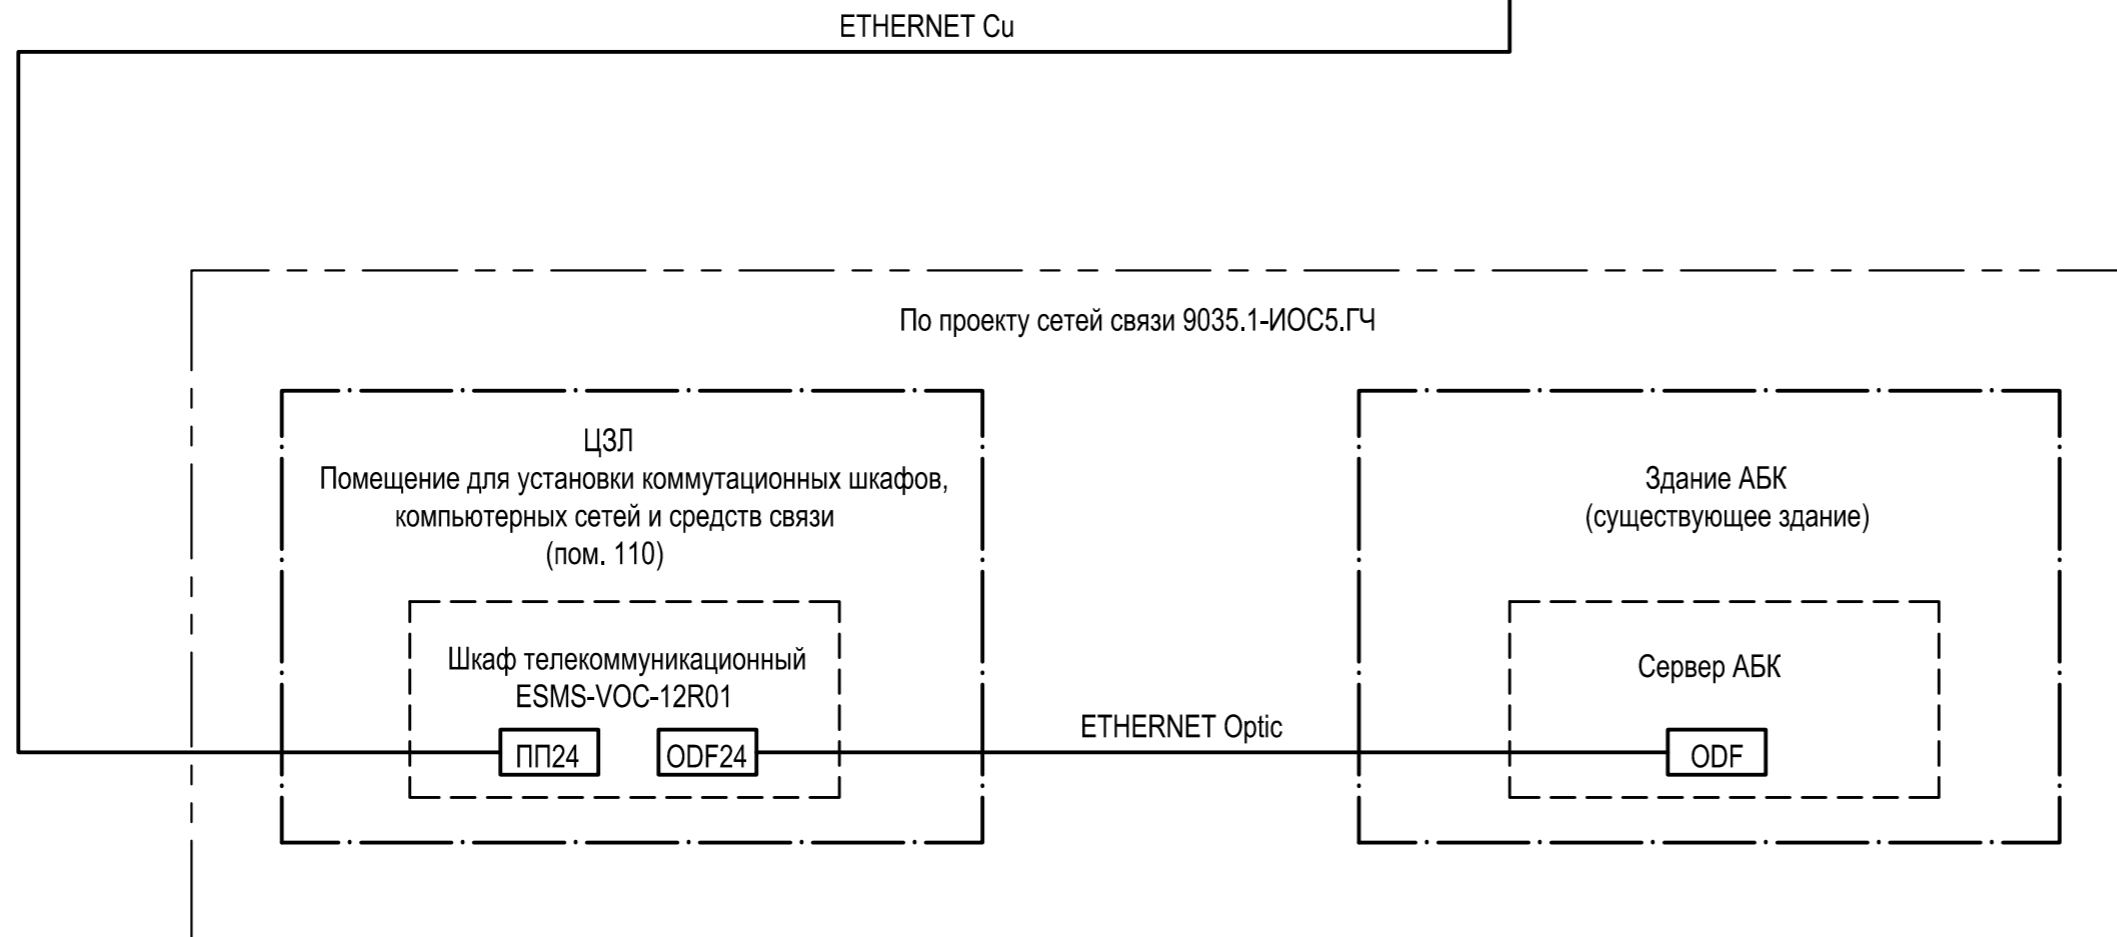 ETHERNET Cu
По проекту сетей связи 9035.1-ИОС5.ГЧ
ЦЗЛ
Помещение для установки коммутационных шкафов,
компьютерных сетей и средств связи
(пом. 110)
Здание АБК
(существующее здание)
Шкаф телекоммуникационный
ESMS-VOC-12R01
Сервер АБК
ETHERNET Optic
ПП24
ODF24
ODF